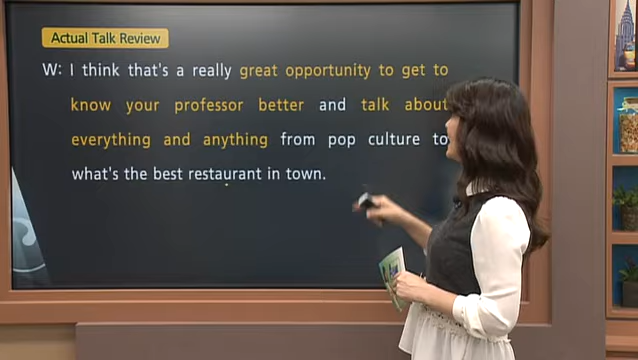 Actual Talk Review
W: I think that's a really great opportunity to get to
know your professor better and talk about
everything and anything from pop culture to
what's the best restaurant in town.